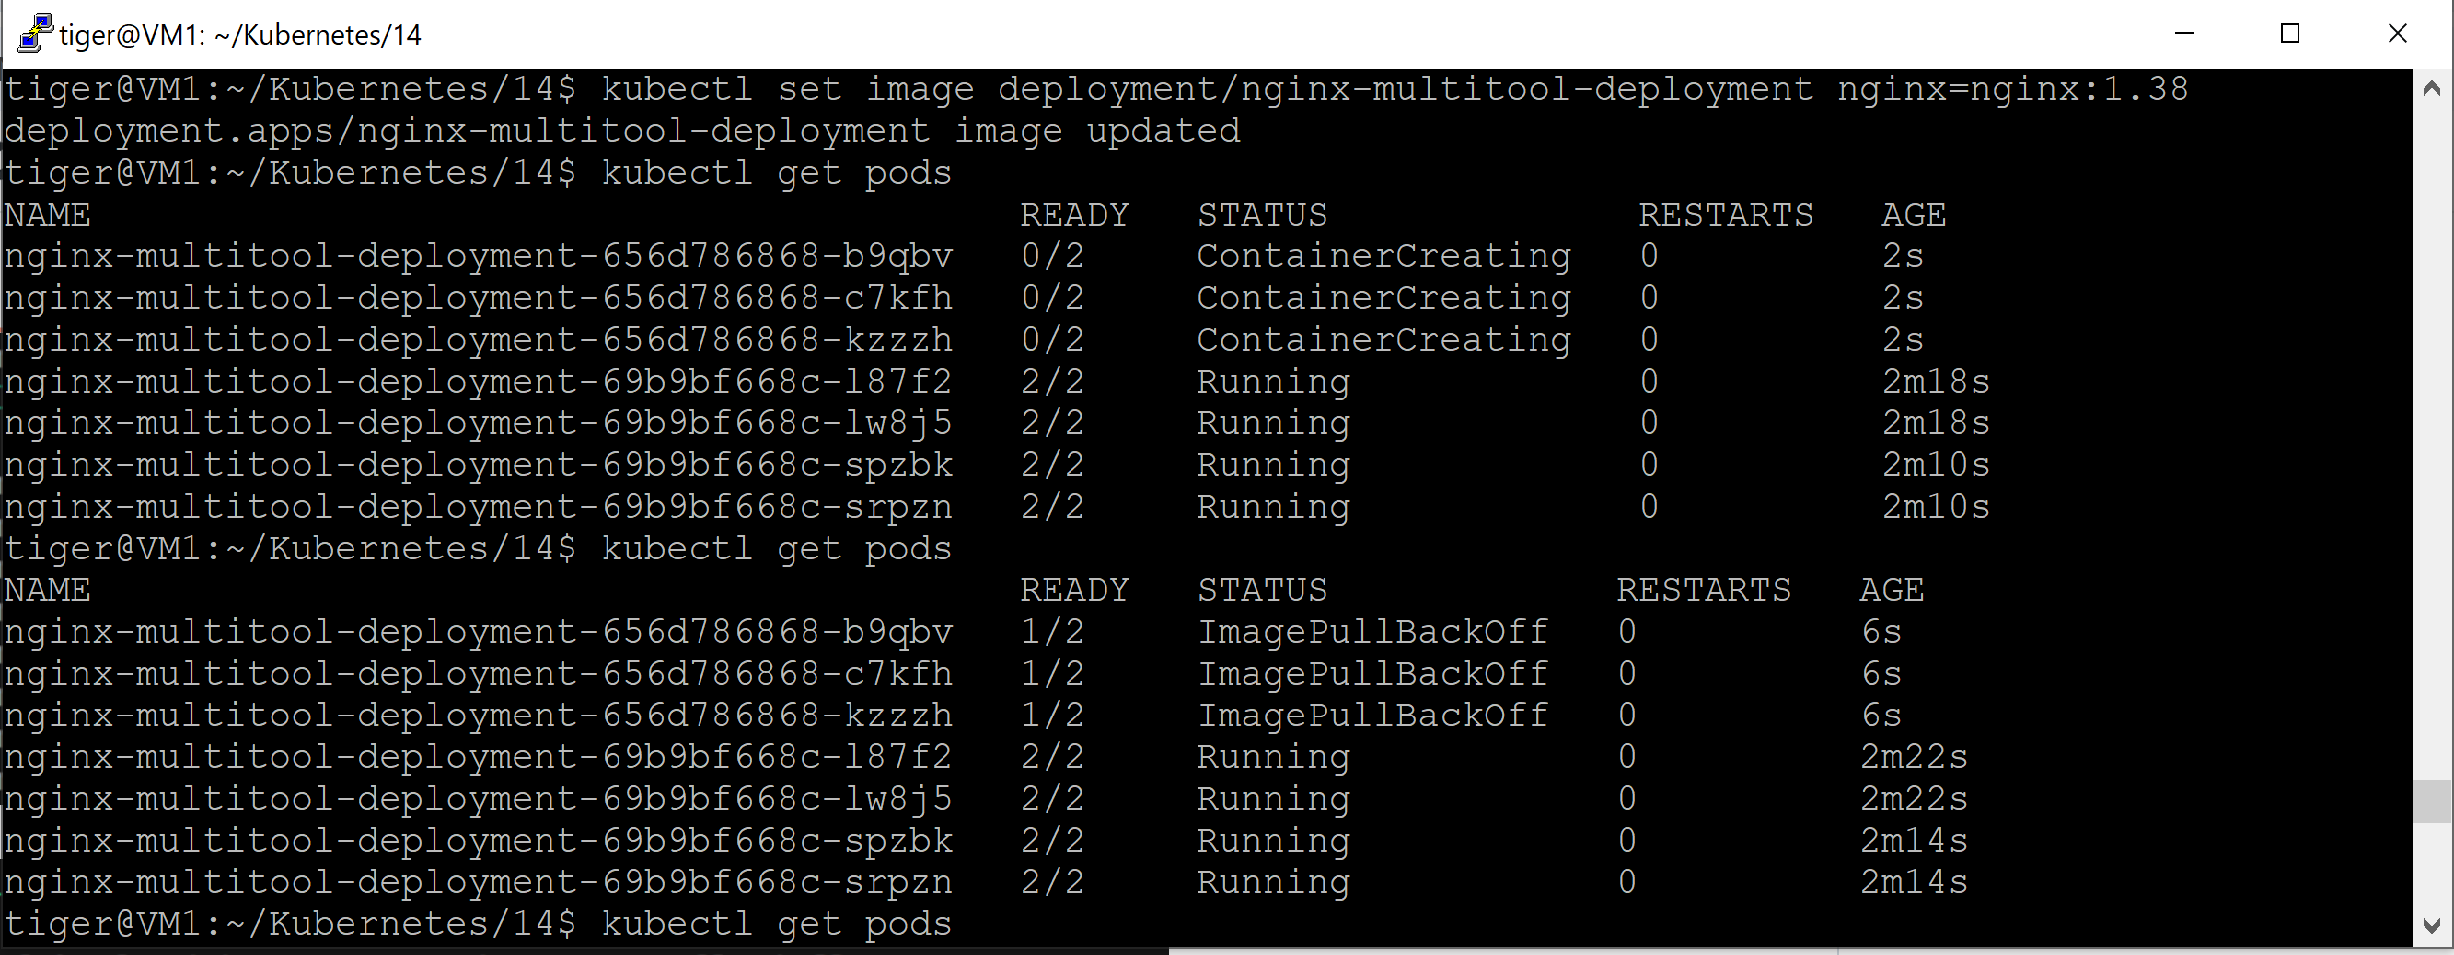 tiger@VM1: ~/Kubernetes/14
tiger@VM1:~/Kubernetes/14$ kubectl set image deployment/nginx-multitool-deployment nginx=nginx:1.38
deployment.apps/nginx-multitool-deployment image updated
tiger@VM1:~/Kubernetes/14$ kubectl get pods
NAME READY STATUS RESTARTS AGE
nginx-multitool-deployment-656d786868-b9qbv 0/2 ContainerCreating 0 2s
nginx-multitool-deployment-656d786868-c7kfh 0/2 ContainerCreating 0 2s
nginx-multitool-deployment-656d786868-kzzzh 0/2 ContainerCreating 0 2s
nginx-multitool-deployment-69b9bf668c-l87f2 2/2 Running 0 2m18s
nginx-multitool-deployment-69b9bf668c-lw8j5 2/2 Running 0 2m18s
nginx-multitool-deployment-69b9bf668c-spzbk 2/2 Running 0 2m10s
nginx-multitool-deployment-69b9bf668c-srpzn 2/2 Running 0 2m10s
tiger@VM1:~/Kubernetes/14$ kubectl get pods
NAME READY STATUS RESTARTS AGE
nginx-multitool-deployment-656d786868-b9qbv 1/2 ImagePullBackOff 0 6s
nginx-multitool-deployment-656d786868-c7kfh 1/2 ImagePullBackOff 0 6s
nginx-multitool-deployment-656d786868-kzzzh 1/2 ImagePullBackOff 0 6s
nginx-multitool-deployment-69b9bf668c-l87f2 2/2 Running 0 2m22s
nginx-multitool-deployment-69b9bf668c-lw8j5 2/2 Running 0 2m22s
nginx-multitool-deployment-69b9bf668c-spzbk 2/2 Running 0 2m14s
nginx-multitool-deployment-69b9bf668c-srpzn 2/2 Running 0 2m14s
tiger@VM1:~/Kubernetes/14$ kubectl get pods